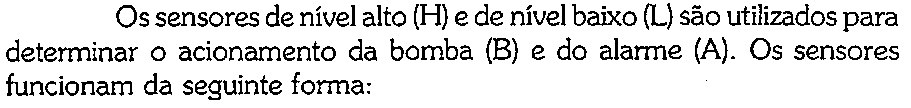 Os sensores de nível alto (H) e de nível baixo (L) são utilizados para
determinar o acionamento da bomba (B) e do alarme (A). Os sensores
funcionam da seguinte forma: